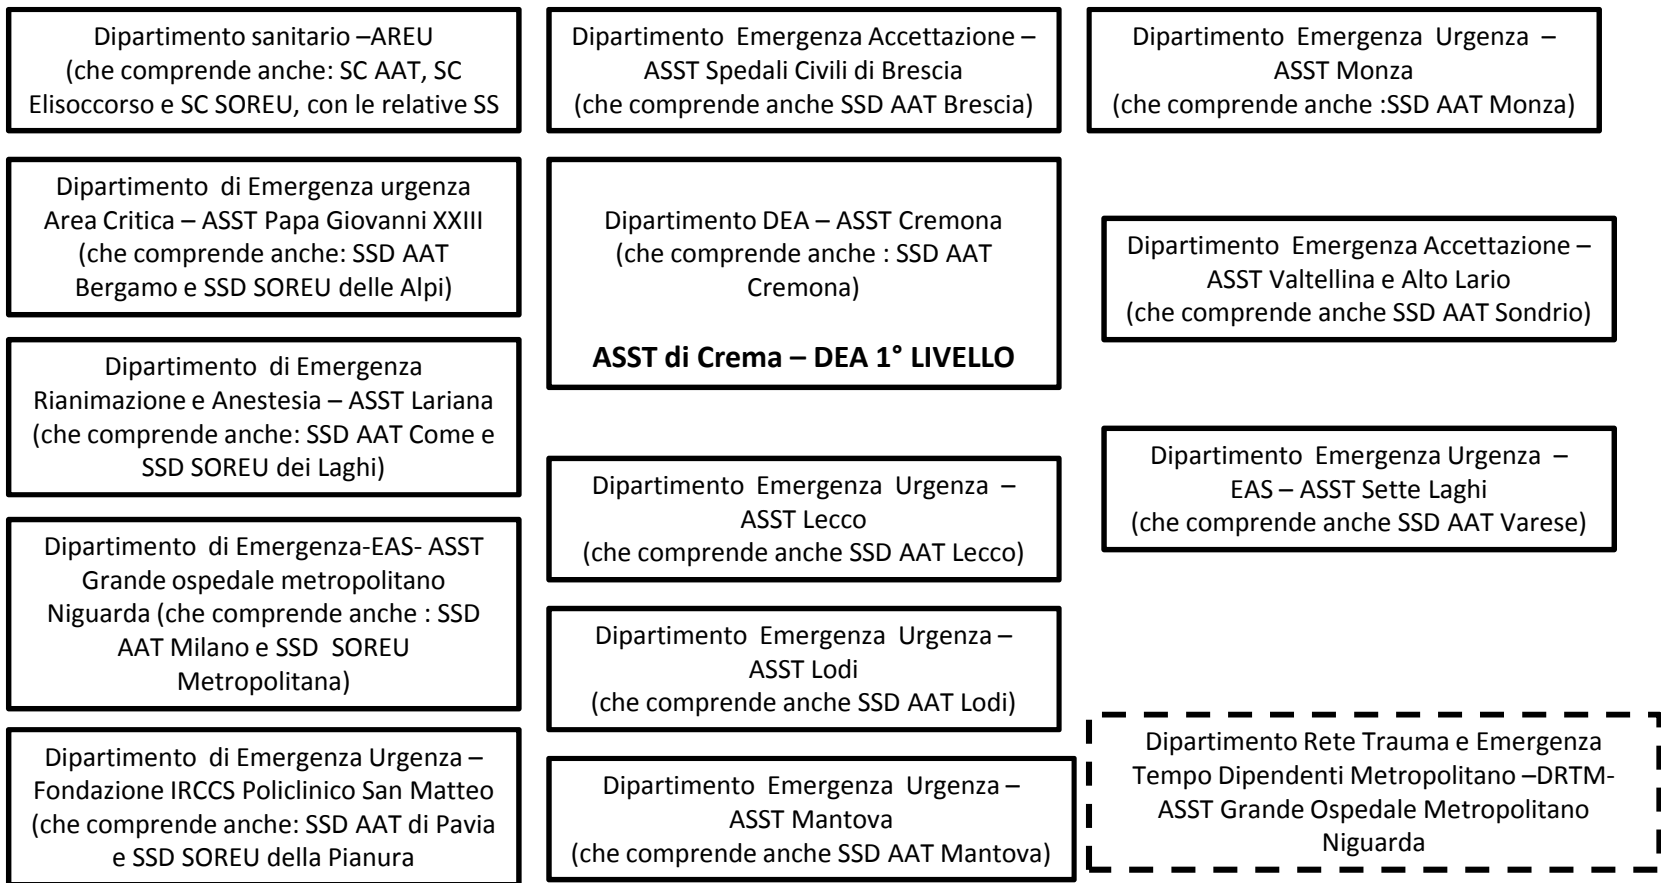 Dipartimento sanitario –AREU
(che comprende anche: SC AAT, SC
Elisoccorso e SC SOREU, con le relative SS
Dipartimento di Emergenza urgenza
Area Critica – ASST Papa Giovanni XXIII
(che comprende anche: SSD AAT
Bergamo e SSD SOREU delle Alpi)
Dipartimento di Emergenza
Rianimazione e Anestesia – ASST Lariana
(che comprende anche: SSD AAT Come e
SSD SOREU dei Laghi)
Dipartimento di Emergenza-EAS- ASST
Grande ospedale metropolitano
Niguarda (che comprende anche : SSD
AAT Milano e SSD SOREU
Metropolitana)
Dipartimento di Emergenza Urgenza –
Fondazione IRCCS Policlinico San Matteo
(che comprende anche: SSD AAT di Pavia
e SSD SOREU della Pianura
Dipartimento Emergenza Accettazione –
ASST Spedali Civili di Brescia
(che comprende anche SSD AAT Brescia)
Dipartimento DEA – ASST Cremona
(che comprende anche : SSD AAT
Cremona)
ASST di Crema – DEA 1° LIVELLO
Dipartimento Emergenza Urgenza –
ASST Lecco
(che comprende anche SSD AAT Lecco)
Dipartimento Emergenza Urgenza –
ASST Lodi
(che comprende anche SSD AAT Lodi)
Dipartimento Emergenza Urgenza –
ASST Mantova
(che comprende anche SSD AAT Mantova)
Dipartimento Emergenza Urgenza –
ASST Monza
(che comprende anche :SSD AAT Monza)
Dipartimento Emergenza Accettazione –
ASST Valtellina e Alto Lario
(che comprende anche SSD AAT Sondrio)
Dipartimento Emergenza Urgenza –
EAS – ASST Sette Laghi
(che comprende anche SSD AAT Varese)
Dipartimento Rete Trauma e Emergenza
Tempo Dipendenti Metropolitano –DRTM-
ASST Grande Ospedale Metropolitano
Niguarda